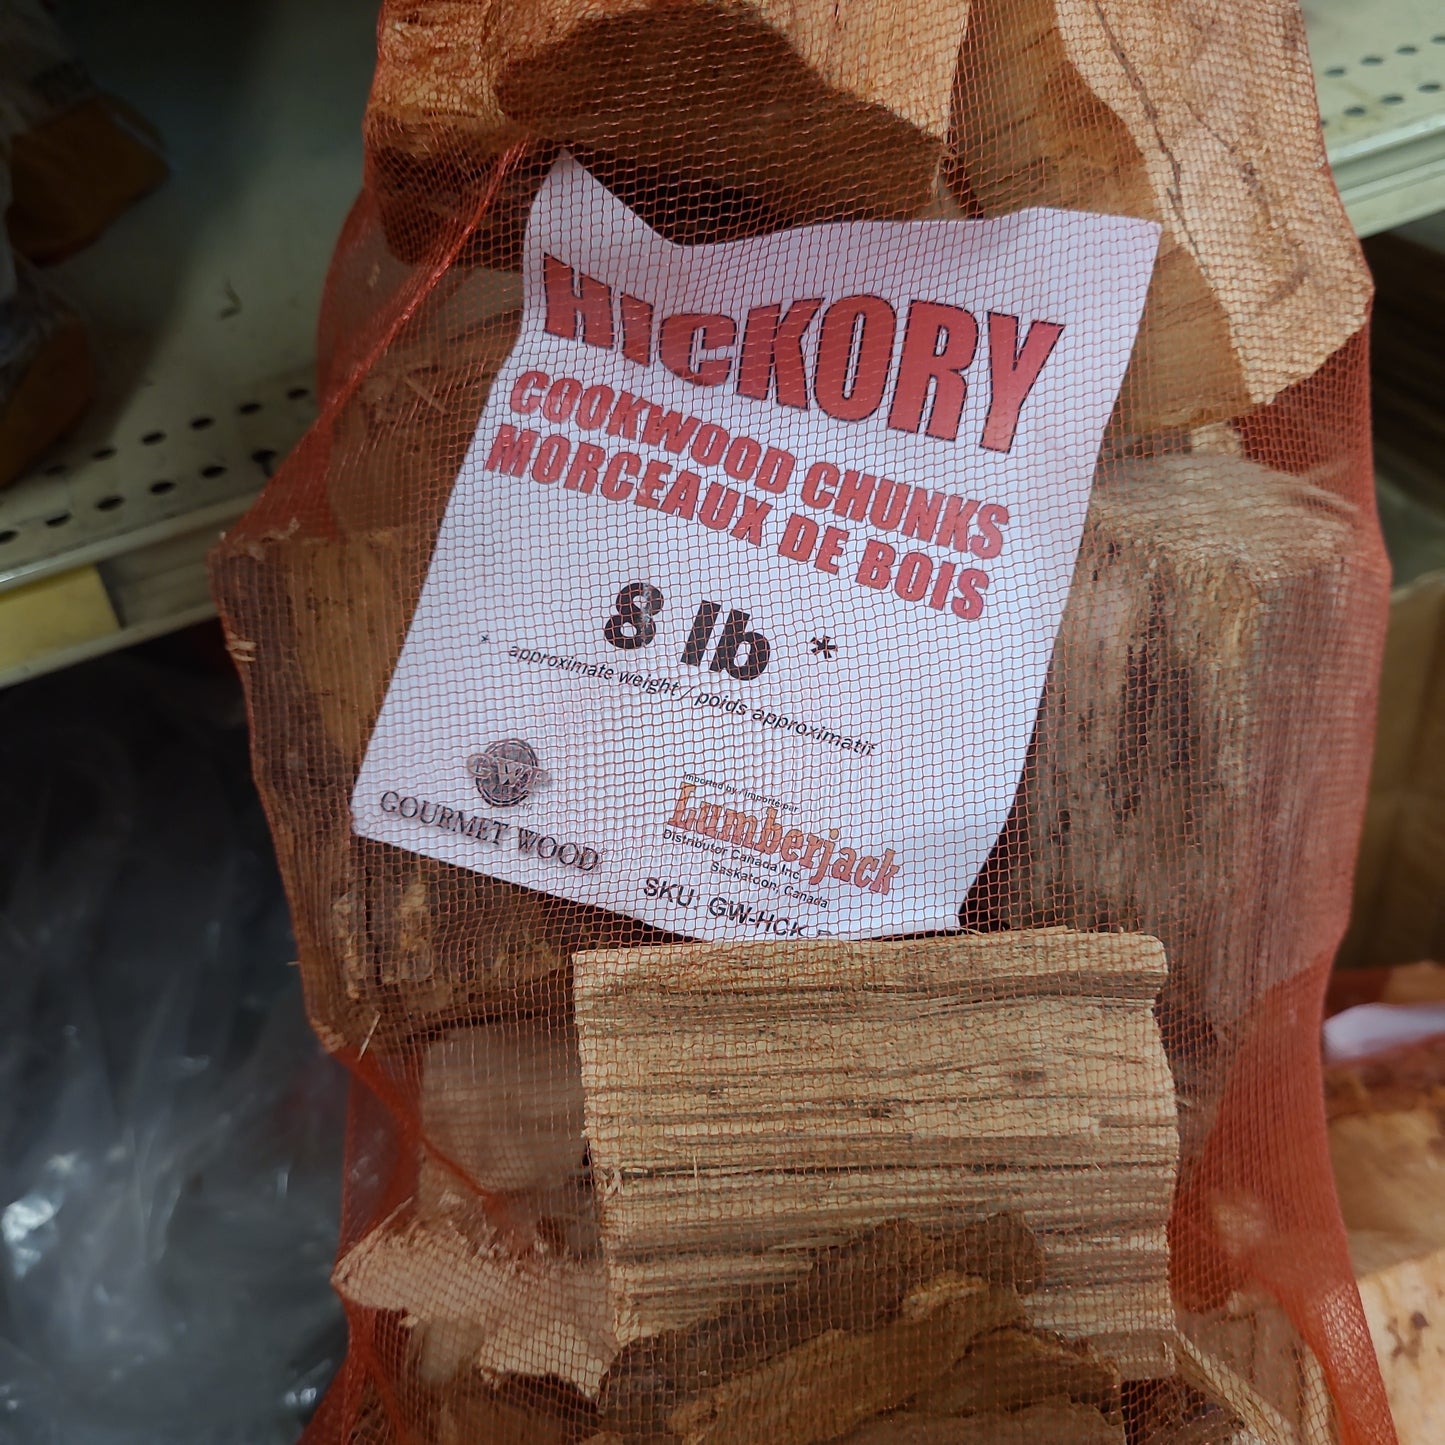 HICKORY
COOKWOOD CHUNKS
MORCEAUX DE BOIS
8 lb *
* approximate weight / poids approximatif
GWI
GOURMET WOOD
Imported by / Importé par
Lumberjack
Distributor Canada Inc.
Saskatoon, Canada
SKU: GW-HCK